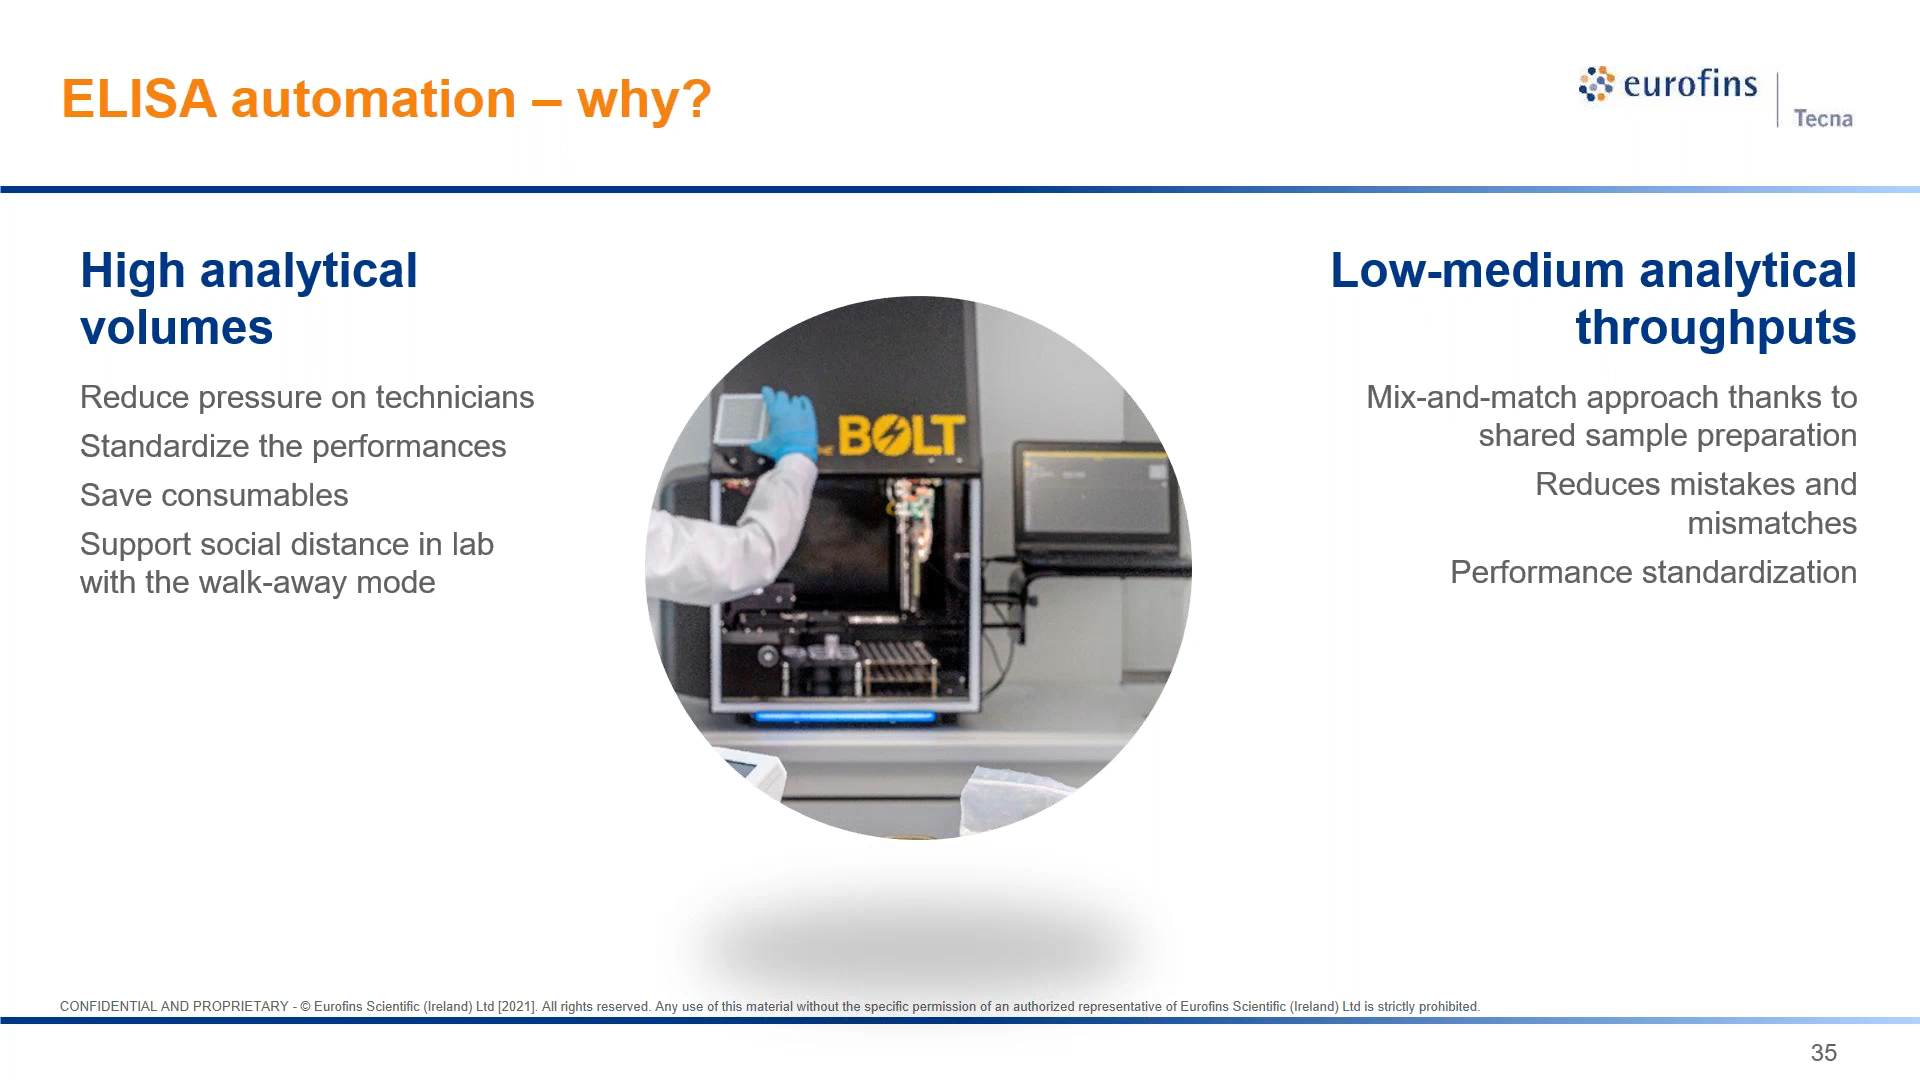 ELISA automation – why?
eurofins
Tecna
High analytical
volumes
Reduce pressure on technicians
Standardize the performances
Save consumables
Support social distance in lab
with the walk-away mode
BOLT
Low-medium analytical
throughputs
Mix-and-match approach thanks to
shared sample preparation
Reduces mistakes and
mismatches
Performance standardization
CONFIDENTIAL AND PROPRIETARY - © Eurofins Scientific (Ireland) Ltd [2021]. All rights reserved. Any use of this material without the specific permission of an authorized representative of Eurofins Scientific (Ireland) Ltd is strictly prohibited.
35